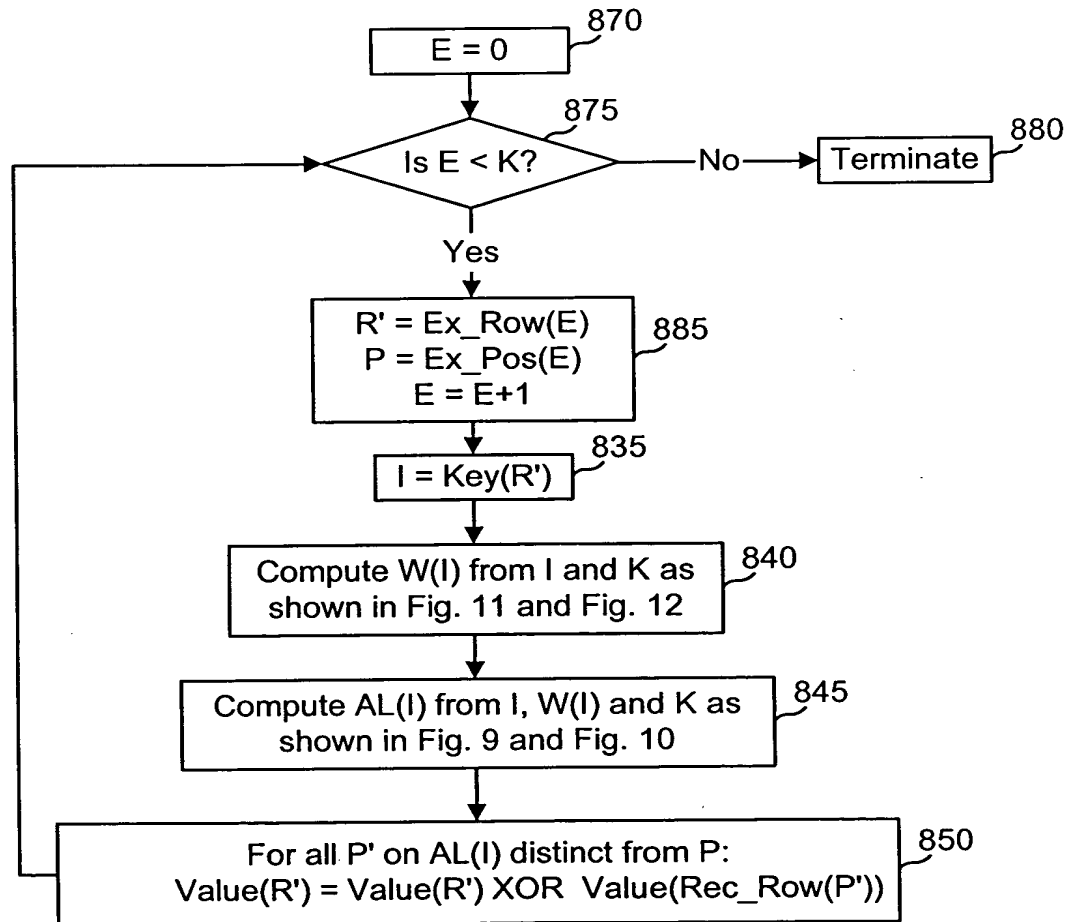 870
E = 0
875
Is E < K?
No
880
Terminate
Yes
R' = Ex_Row(E)
P = Ex_Pos(E)
E = E+1
885
835
I = Key(R')
840
Compute W(I) from I and K as
shown in Fig. 11 and Fig. 12
845
Compute AL(I) from I, W(I) and K as
shown in Fig. 9 and Fig. 10
850
For all P' on AL(I) distinct from P:
Value(R') = Value(R') XOR Value(Rec_Row(P'))